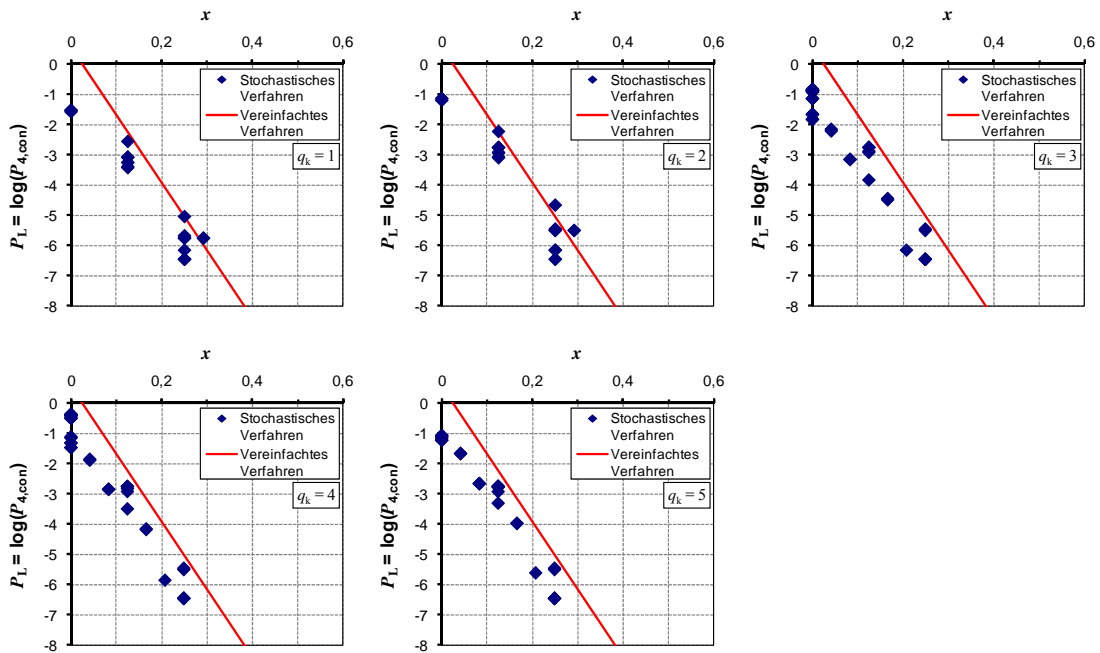 x
0 0,2 0,4 0,6
0
-1
-2
-3
-4
-5
-6
-7
-8
P_L = log(P_4,con)
Stochastisches
Verfahren
Vereinfachtes
Verfahren
q_k = 1
x
0 0,2 0,4 0,6
0
-1
-2
-3
-4
-5
-6
-7
-8
P_L = log(P_4,con)
Stochastisches
Verfahren
Vereinfachtes
Verfahren
q_k = 2
x
0 0,2 0,4 0,6
0
-1
-2
-3
-4
-5
-6
-7
-8
P_L = log(P_4,con)
Stochastisches
Verfahren
Vereinfachtes
Verfahren
q_k = 3
x
0 0,2 0,4 0,6
0
-1
-2
-3
-4
-5
-6
-7
-8
P_L = log(P_4,con)
Stochastisches
Verfahren
Vereinfachtes
Verfahren
q_k = 4
x
0 0,2 0,4 0,6
0
-1
-2
-3
-4
-5
-6
-7
-8
P_L = log(P_4,con)
Stochastisches
Verfahren
Vereinfachtes
Verfahren
q_k = 5